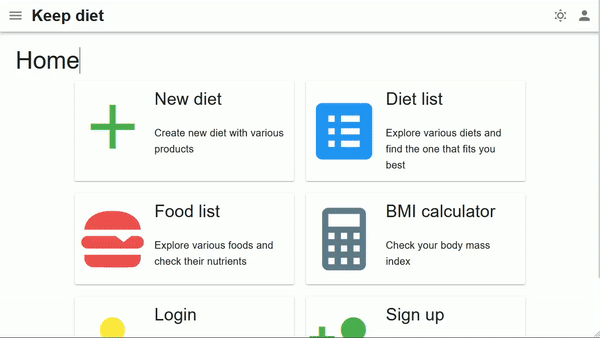 Keep diet
Home
New diet
Create new diet with various
products
Diet list
Explore various diets and
find the one that fits you
best
Food list
Explore various foods and
check their nutrients
BMI calculator
Check your body mass
index
Login
Sign up